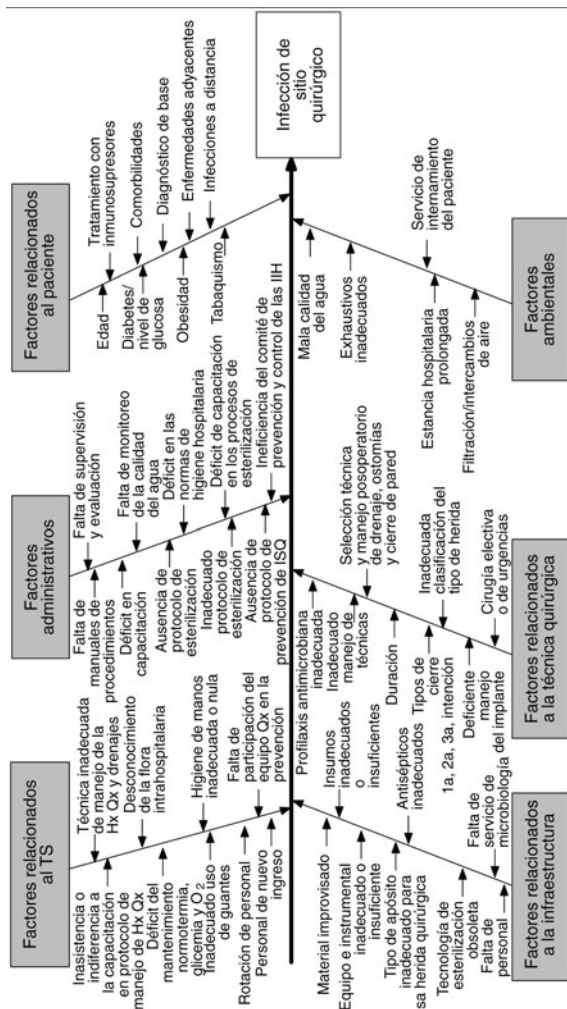 Factores relacionados
al TS
Técnica inadecuada
de manejo de la
Hx Qx y drenajes
Desconocimiento
de la flora
intrahospitalaria
Higiene de manos
inadecuada o nula
Falta de
participación del
equipo Qx en la
prevención
Inasistencia o
indiferencia a
la capacitación
en protocolo de
manejo de Hx Qx
Déficit del
mantenimiento
normotermia,
glicemia y O2
Inadecuado uso
de guantes
Rotación de personal
Personal de nuevo
ingreso
Factores
administrativos
Falta de supervisión
y evaluación
Falta de monitoreo
de la calidad
del agua
Déficit en las
normas de
higiene hospitalaria
Déficit de capacitación
en los procesos de
esterilización
Ineficiencia del comité de
prevención y control de las IIH
Falta de
manuales de
procedimientos
Déficit en
capacitación
Ausencia de
protocolo de
esterilización
Inadecuado
protocolo de
esterilización
Ausencia de
protocolo de
prevención de ISQ
Factores relacionados
al paciente
Tratamiento con
inmunosupresores
Comorbilidades
Diagnóstico de base
Enfermedades adyacentes
Infecciones a distancia
Edad
Diabetes/
nivel de
glucosa
Obesidad
Tabaquismo
Infección de
sitio
quirúrgico
Material improvisado
Equipo e instrumental
inadecuado o
insuficiente
Tipo de apósito
inadecuado para
sa herida quirúrgica
Tecnología de
esterilización
obsoleta
Falta de
personal
Insumos
inadecuados
o
insuficientes
Antisépticos
inadecuados
Falta de
servicio de
microbiología
Factores relacionados
a la infraestructura
Profilaxis antimicrobiana
inadecuada
Inadecuado
manejo de
técnicas
Duración
Tipos de
cierre
1a, 2a, 3a, intención
Deficiente
manejo
del implante
Selección técnica
y manejo posoperatorio
de drenaje, ostomías
y cierre de pared
Inadecuada
clasificación del
tipo de herida
Cirugía electiva
o de urgencias
Factores relacionados
a la técnica quirúrgica
Mala calidad
del agua
Exhaustivos
inadecuados
Estancia hospitalaria
prolongada
Filtración/intercambios
de aire
Servicio de
internamiento
del paciente
Factores
ambientales